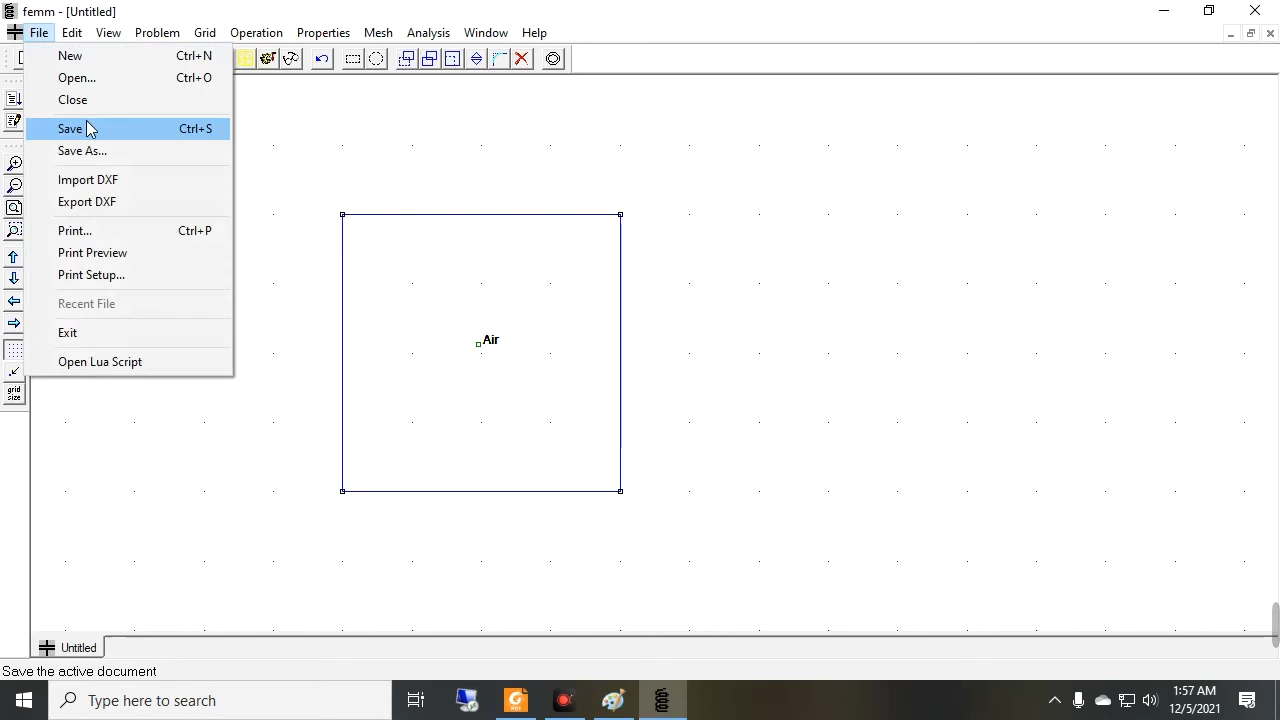 femm - [Untitled]
File Edit View Problem Grid Operation Properties Mesh Analysis Window Help
New Ctrl+N
Open... Ctrl+O
Close
Save Ctrl+S
Save As...
Import DXF
Export DXF
Print... Ctrl+P
Print Preview
Print Setup...
Recent File
Exit
Open Lua Script
grid
size
Air
Untitled
Save the active document
Type here to search
1:57 AM
12/5/2021